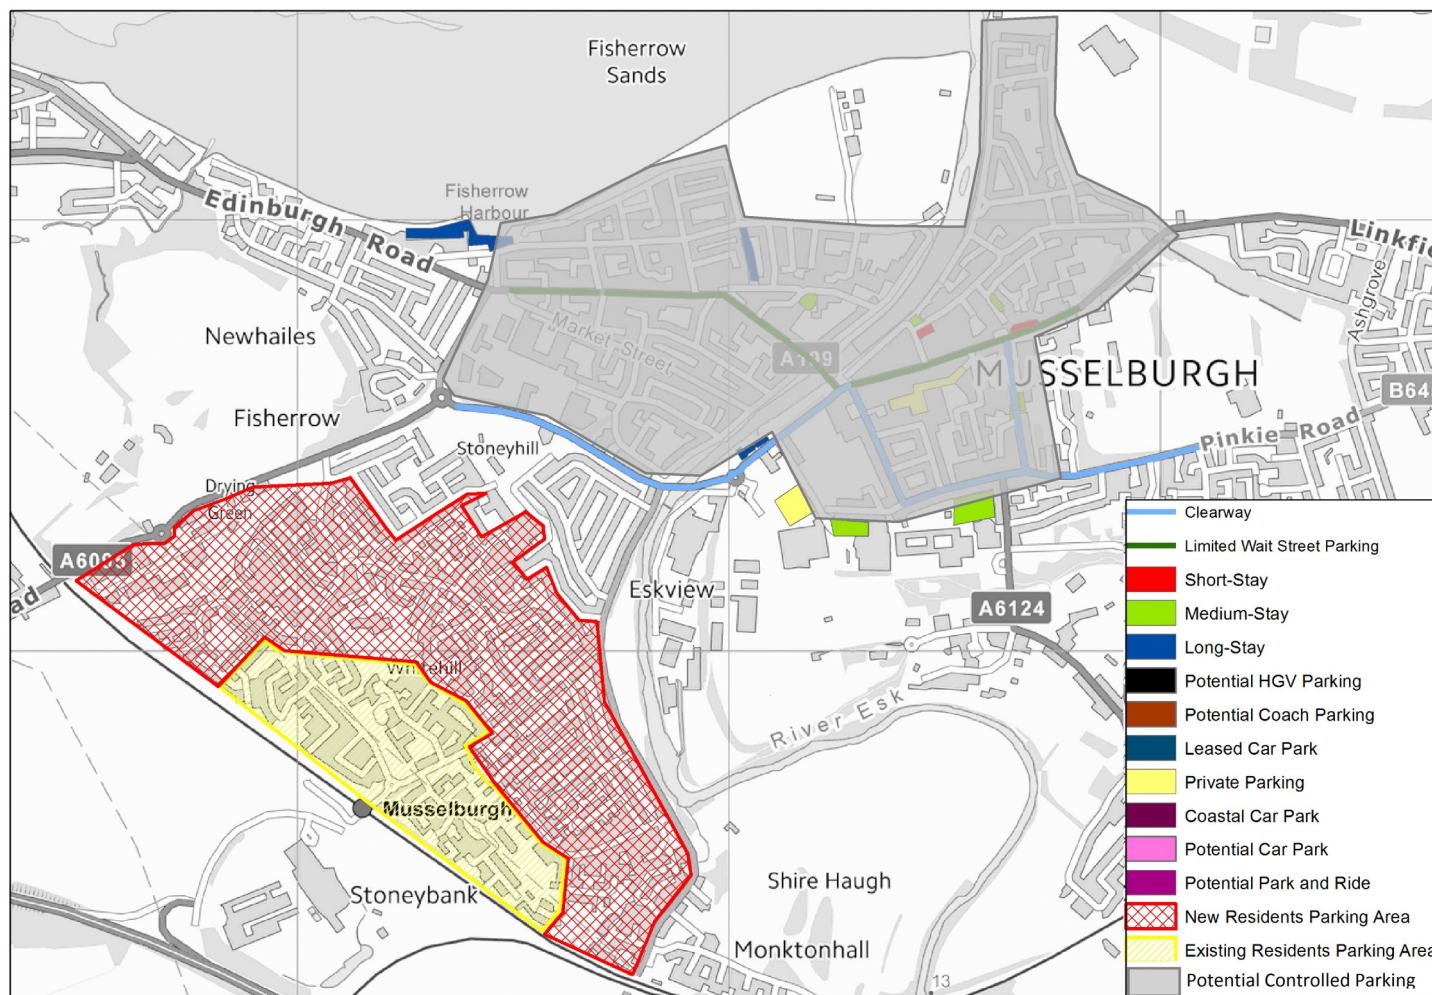 Fisherrow
Sands
Fisherrow
Harbour
Edinburgh Road
Linkfie
Ashgrove
Newhailes
Market Street
A199
MUSSELBURGH
B64
Fisherrow
Stoneyhill
Pinkie Road
Drying
Green
A6095
oad
Eskview
A6124
Whitehill
River Esk
Musselburgh
Stoneybank
Shire Haugh
Monktonhall
13
Clearway
Limited Wait Street Parking
Short-Stay
Medium-Stay
Long-Stay
Potential HGV Parking
Potential Coach Parking
Leased Car Park
Private Parking
Coastal Car Park
Potential Car Park
Potential Park and Ride
New Residents Parking Area
Existing Residents Parking Area
Potential Controlled Parking